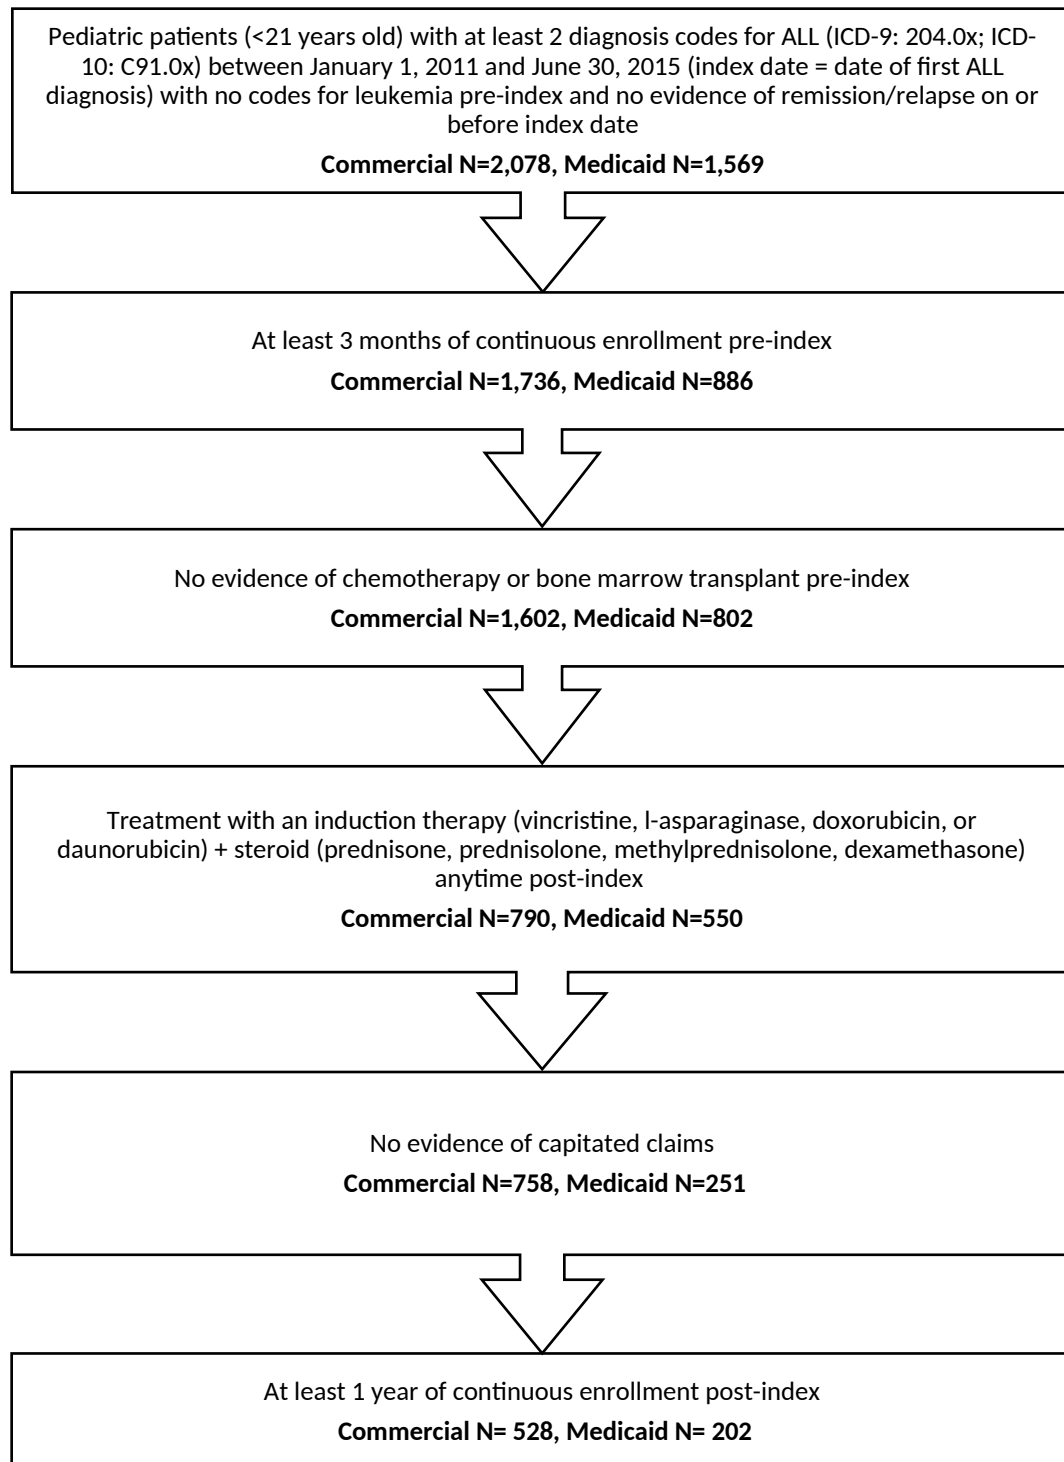 Pediatric patients (<21 years old) with at least 2 diagnosis codes for ALL (ICD-9: 204.0x; ICD-
10: C91.0x) between January 1, 2011 and June 30, 2015 (index date = date of first ALL
diagnosis) with no codes for leukemia pre-index and no evidence of remission/relapse on or
before index date
Commercial N=2,078, Medicaid N=1,569
At least 3 months of continuous enrollment pre-index
Commercial N=1,736, Medicaid N=886
No evidence of chemotherapy or bone marrow transplant pre-index
Commercial N=1,602, Medicaid N=802
Treatment with an induction therapy (vincristine, l-asparaginase, doxorubicin, or
daunorubicin) + steroid (prednisone, prednisolone, methylprednisolone, dexamethasone)
anytime post-index
Commercial N=790, Medicaid N=550
No evidence of capitated claims
Commercial N=758, Medicaid N=251
At least 1 year of continuous enrollment post-index
Commercial N= 528, Medicaid N= 202